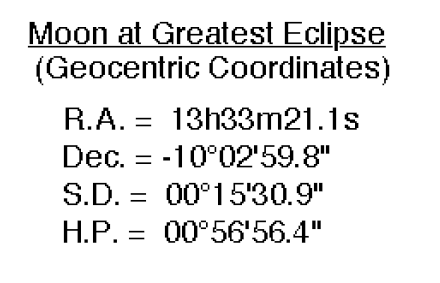 Moon at Greatest Eclipse
(Geocentric Coordinates)
R.A. = 13h33m21.1s
Dec. = -10°02'59.8"
S.D. = 00°15'30.9"
H.P. = 00°56'56.4"